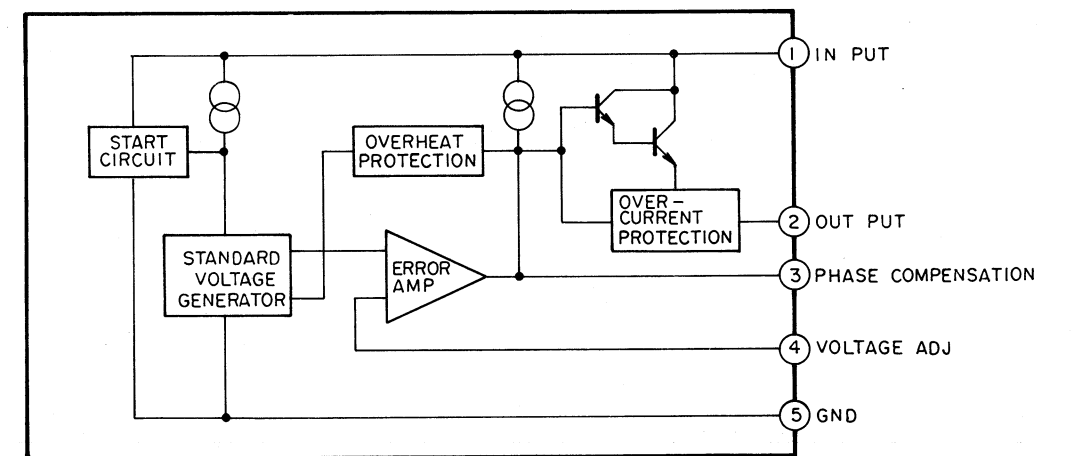 1 IN PUT
START
CIRCUIT
OVERHEAT
PROTECTION
OVER-
CURRENT
PROTECTION
2 OUT PUT
STANDARD
VOLTAGE
GENERATOR
ERROR
AMP
3 PHASE COMPENSATION
4 VOLTAGE ADJ
5 GND